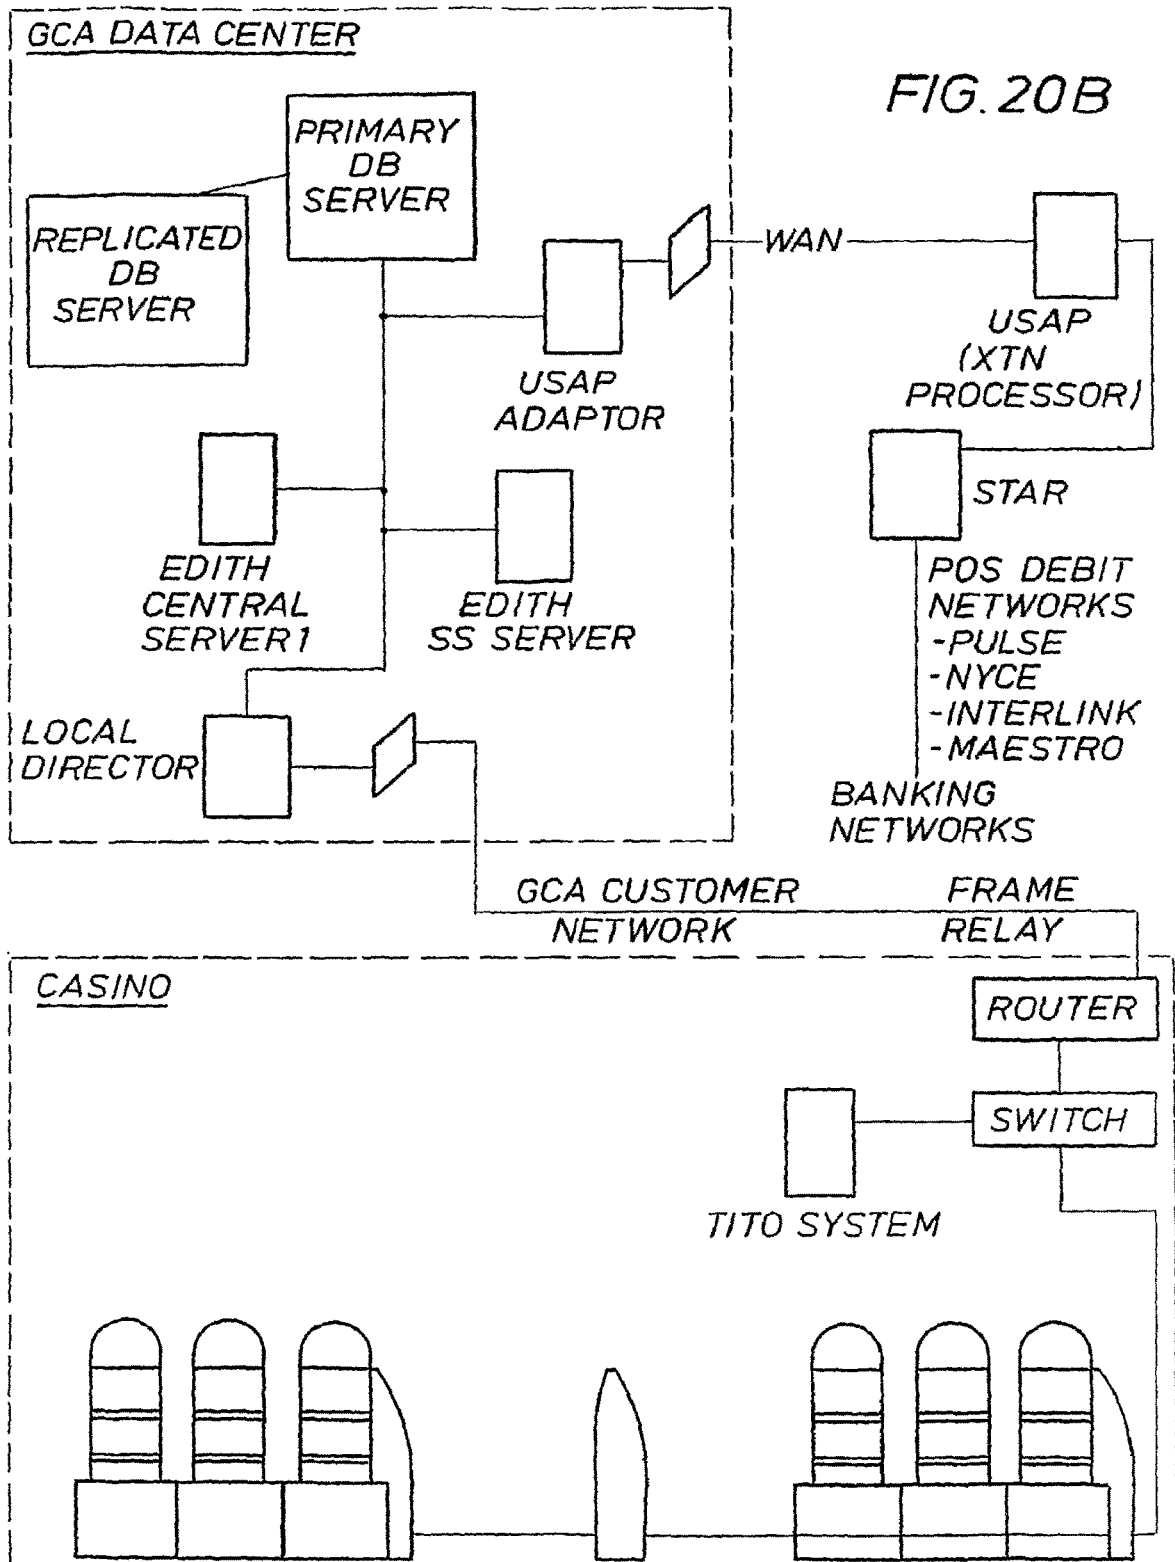 GCA DATA CENTER
FIG. 20B
PRIMARY
DB
SERVER
REPLICATED
DB
SERVER
WAN
USAP
ADAPTOR
USAP
(XTN
PROCESSOR)
STAR
EDITH
CENTRAL
SERVER 1
EDITH
SS SERVER
POS DEBIT
NETWORKS
-PULSE
-NYCE
-INTERLINK
-MAESTRO
LOCAL
DIRECTOR
BANKING
NETWORKS
GCA CUSTOMER
NETWORK
FRAME
RELAY
CASINO
ROUTER
SWITCH
TITO SYSTEM